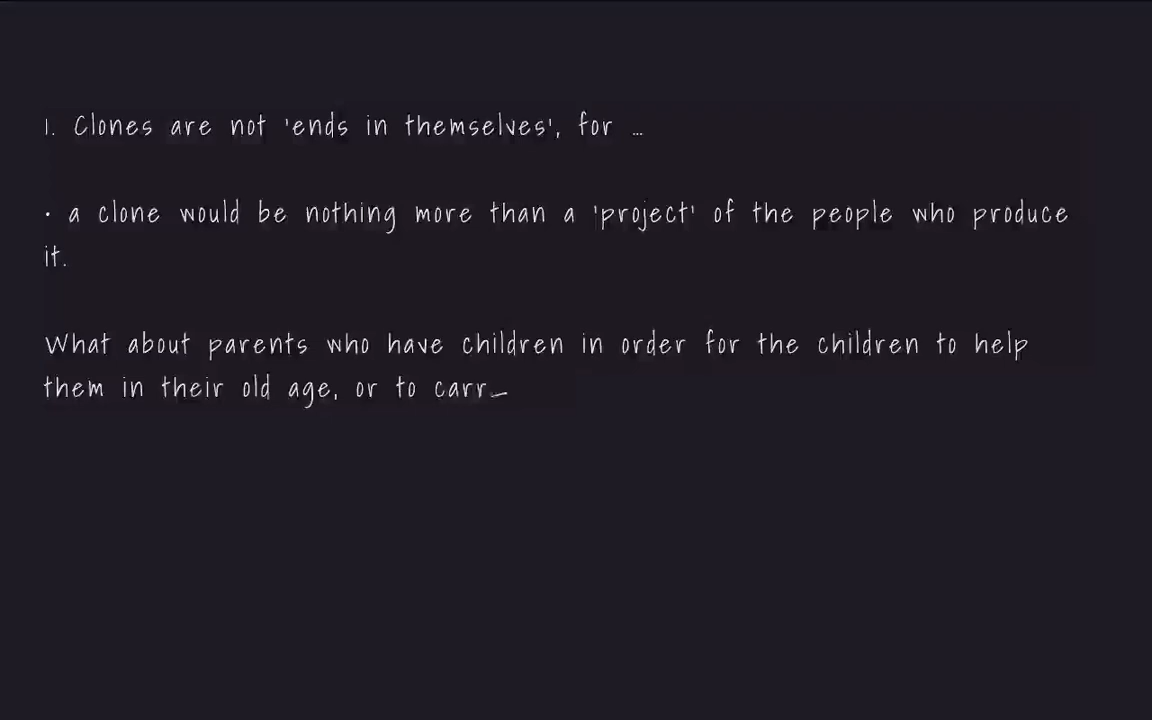 1. Clones are not 'ends in themselves', for ...
• a clone would be nothing more than a 'project' of the people who produce
it.
What about parents who have children in order for the children to help
them in their old age, or to carr